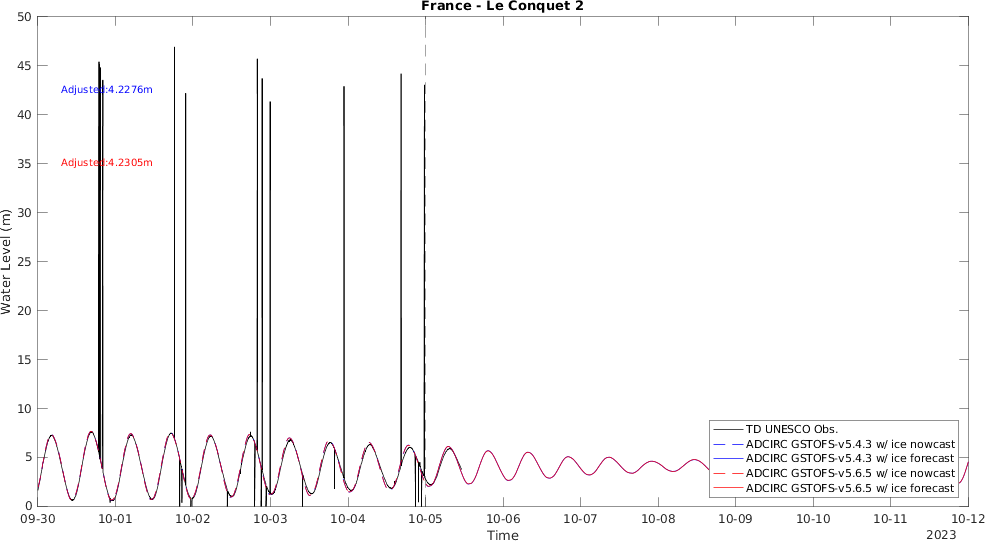 France - Le Conquet 2
50
45
40
35
30
25
20
15
10
5
0
Water Level (m)
Adjusted:4.2276m
Adjusted:4.2305m
TD UNESCO Obs.
ADCIRC GSTOFS-v5.4.3 w/ ice nowcast
ADCIRC GSTOFS-v5.4.3 w/ ice forecast
ADCIRC GSTOFS-v5.6.5 w/ ice nowcast
ADCIRC GSTOFS-v5.6.5 w/ ice forecast
09-30 10-01 10-02 10-03 10-04 10-05 10-06 10-07 10-08 10-09 10-10 10-11 10-12
Time
2023